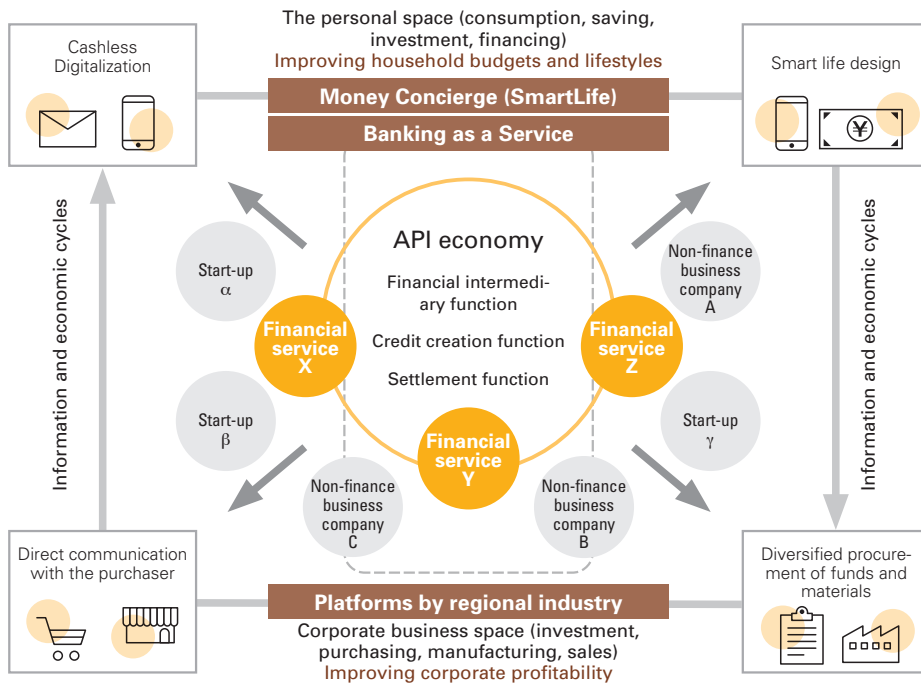 The personal space (consumption, saving,
investment, financing)
Improving household budgets and lifestyles
Cashless
Digitalization
Money Concierge (SmartLife)
Banking as a Service
Smart life design
¥
Information and economic cycles
API economy
Financial intermedi-
ary function
Credit creation function
Settlement function
Start-up
α
Non-finance
business
company
A
Financial
service
X
Financial
service
Z
Start-up
β
Start-up
γ
Financial
service
Y
Non-finance
business
company
C
Non-finance
business
company
B
Information and economic cycles
Direct communication
with the purchaser
Platforms by regional industry
Corporate business space (investment,
purchasing, manufacturing, sales)
Improving corporate profitability
Diversified procure-
ment of funds and
materials